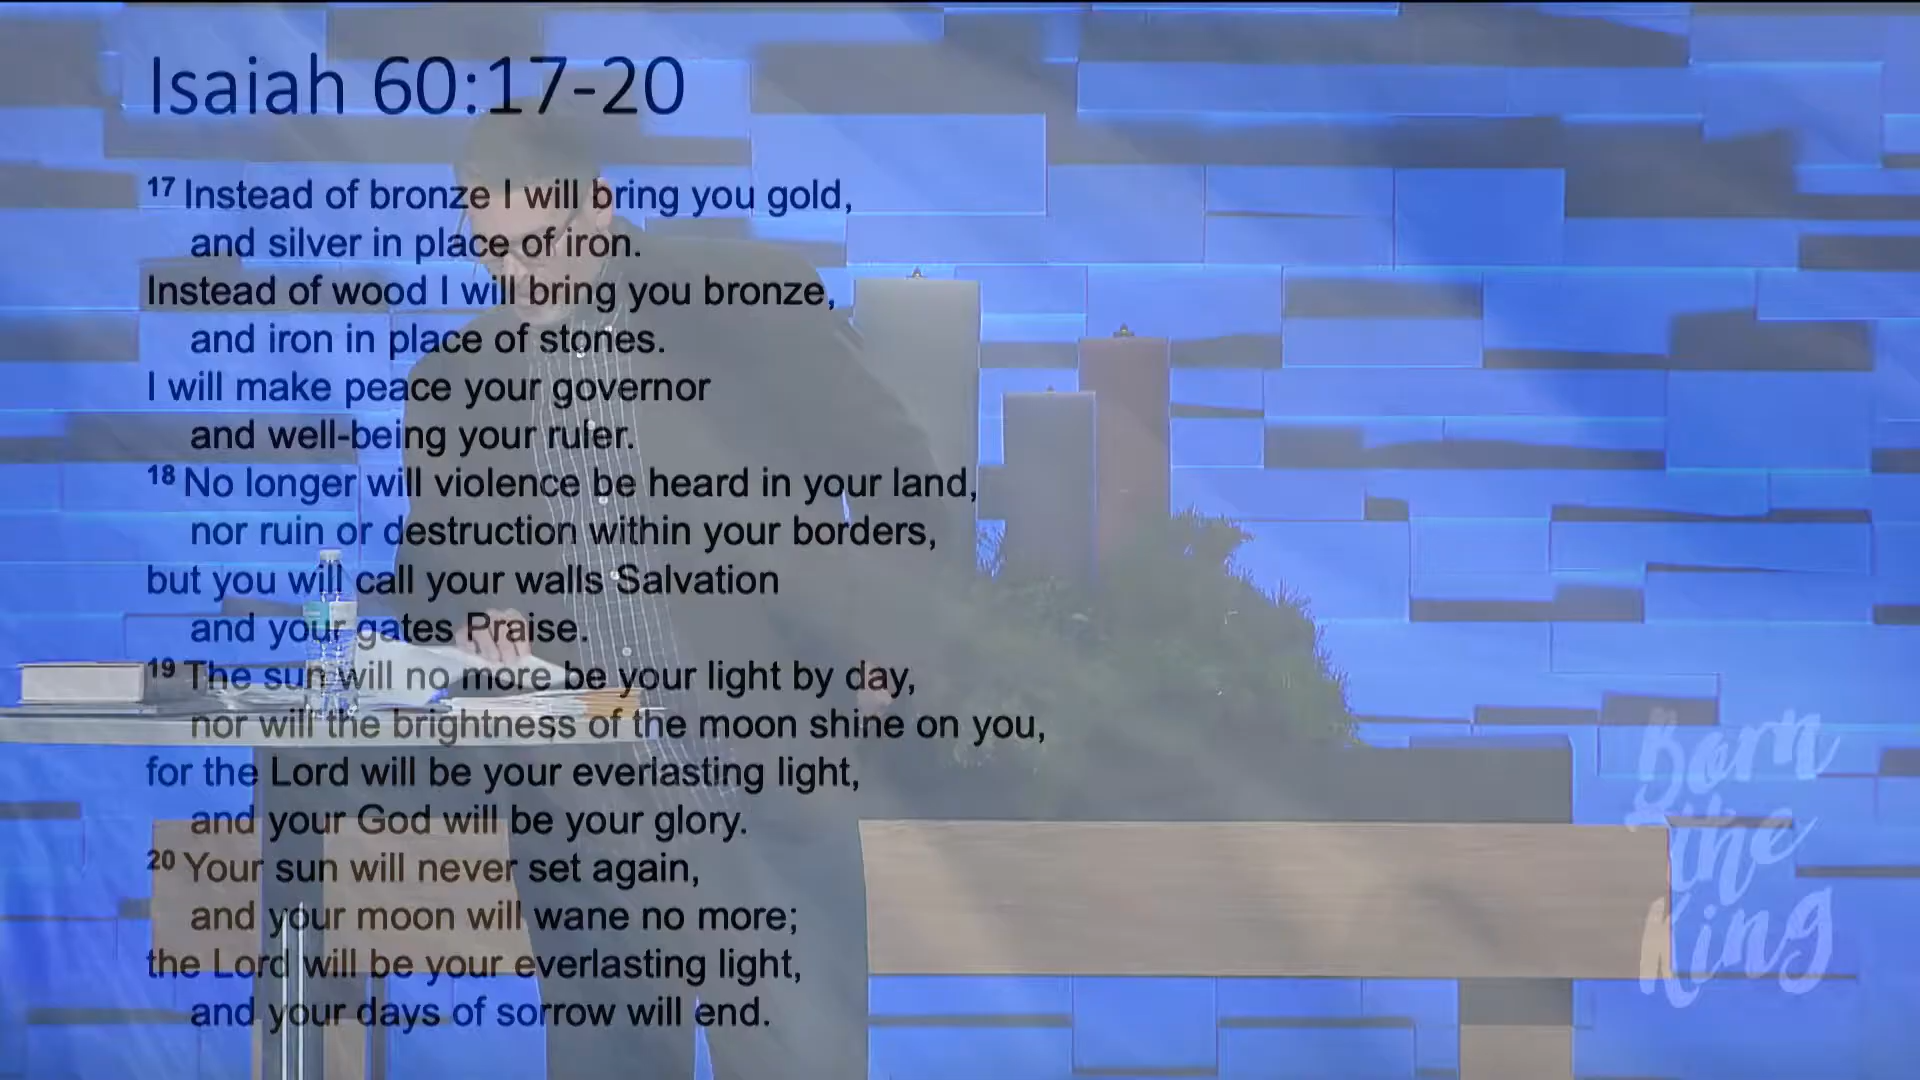 Isaiah 60:17-20
17 Instead of bronze I will bring you gold,
and silver in place of iron.
Instead of wood I will bring you bronze,
and iron in place of stones.
I will make peace your governor
and well-being your ruler.
18 No longer will violence be heard in your land,
nor ruin or destruction within your borders,
but you will call your walls Salvation
and your gates Praise.
19 The sun will no more be your light by day,
nor will the brightness of the moon shine on you,
for the Lord will be your everlasting light,
and your God will be your glory.
20 Your sun will never set again,
and your moon will wane no more;
the Lord will be your everlasting light,
and your days of sorrow will end.
Born
the
King